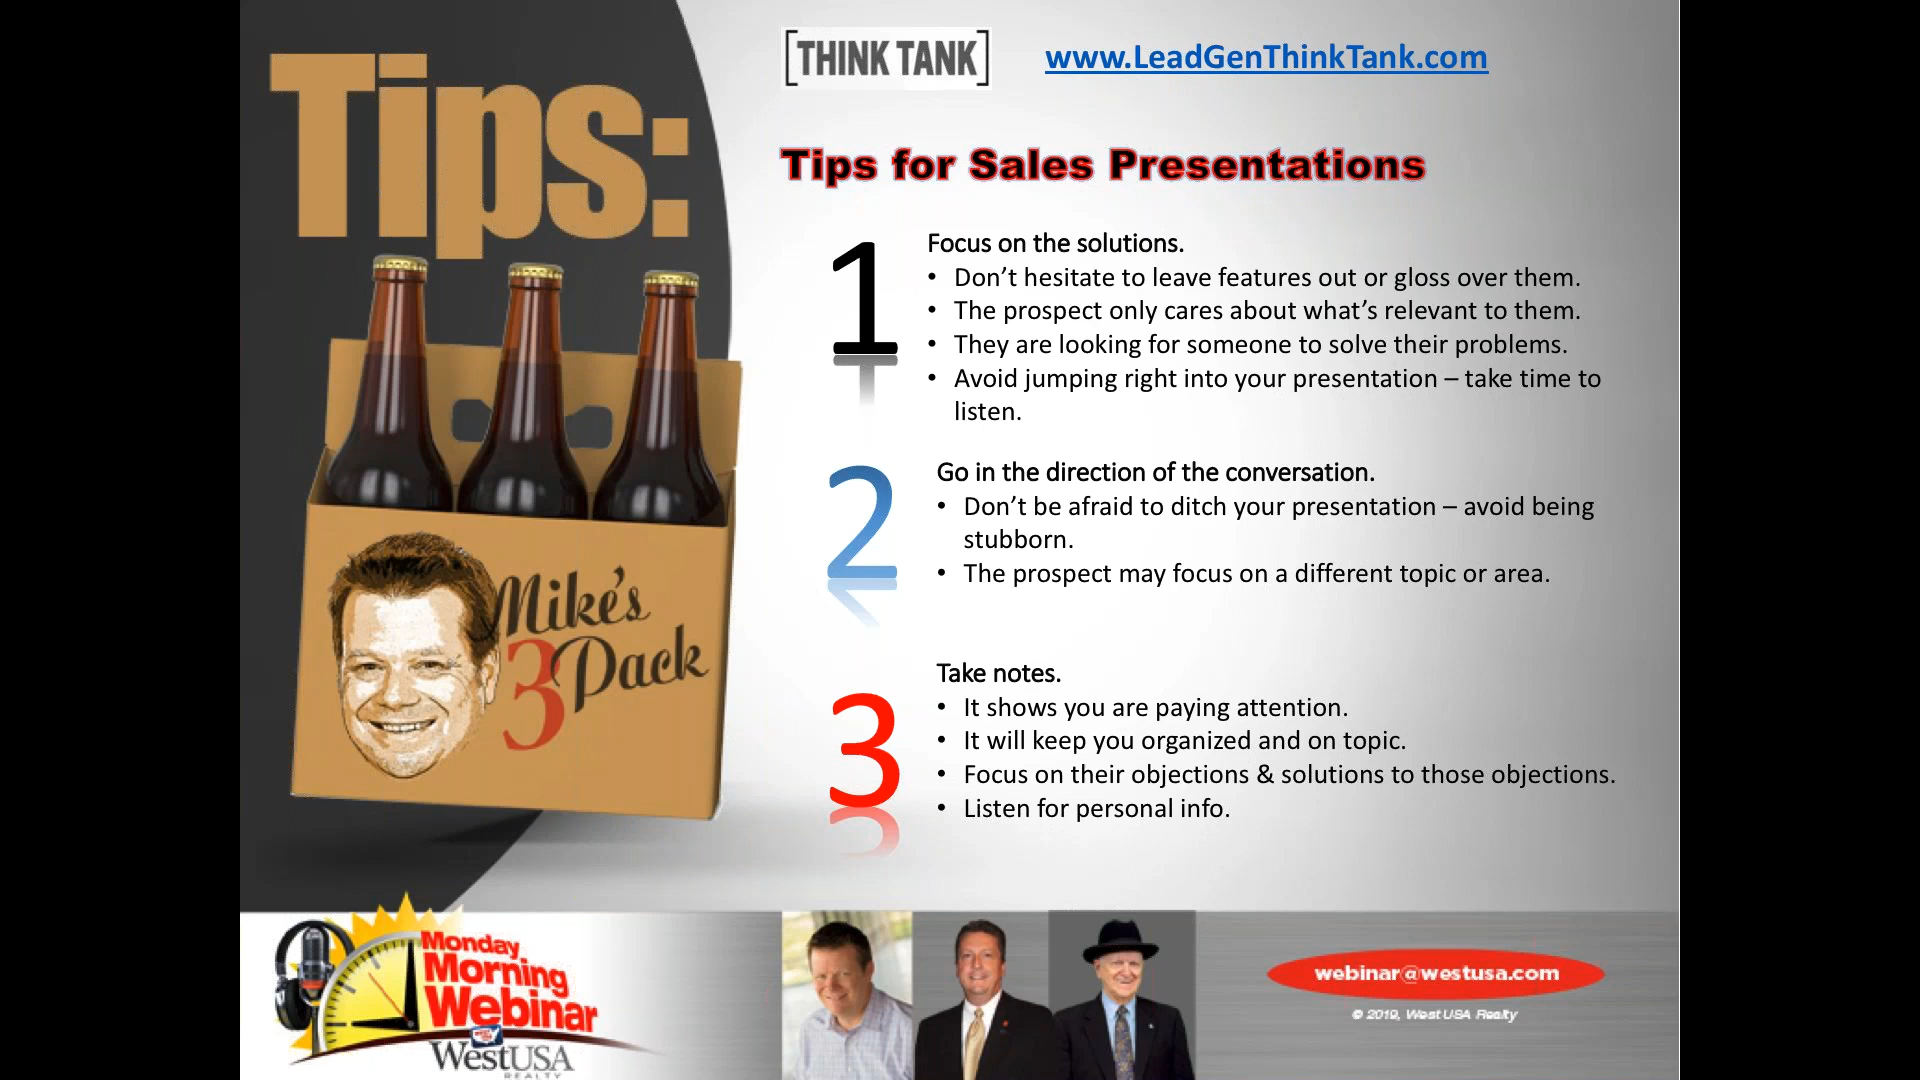 Tips:
[THINK TANK]
www.LeadGenThinkTank.com
Tips for Sales Presentations
1
Focus on the solutions.
• Don’t hesitate to leave features out or gloss over them.
• The prospect only cares about what’s relevant to them.
• They are looking for someone to solve their problems.
• Avoid jumping right into your presentation – take time to
listen.
2
Go in the direction of the conversation.
• Don’t be afraid to ditch your presentation – avoid being
stubborn.
• The prospect may focus on a different topic or area.
3
Take notes.
• It shows you are paying attention.
• It will keep you organized and on topic.
• Focus on their objections & solutions to those objections.
• Listen for personal info.
Mike's
3 Pack
Monday
Morning
Webinar
WestUSA
REALTY
webinar@westusa.com
© 2019, West USA Realty